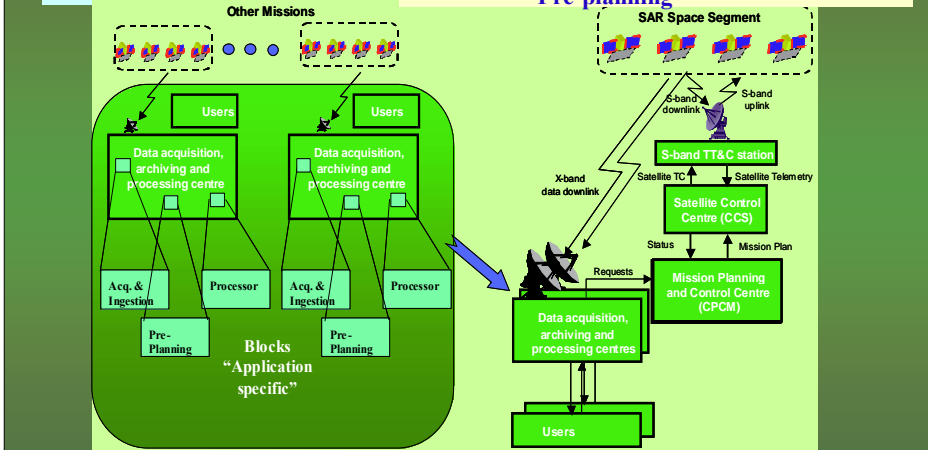 Pre-planning
Other Missions
SAR Space Segment
S-band
downlink
S-band
uplink
Users
Users
Data acquisition,
archiving and
processing centre
Data acquisition,
archiving and
processing centre
S-band TT&C station
X-band
data downlink
Satellite TC
Satellite Telemetry
Satellite Control
Centre (CCS)
Status
Mission Plan
Acq. &
Ingestion
Processor
Acq. &
Ingestion
Processor
Requests
Mission Planning
and Control Centre
(CPCM)
Pre-
Planning
Pre-
Planning
Blocks
“Application
specific”
Data acquisition,
archiving and
processing centres
Users